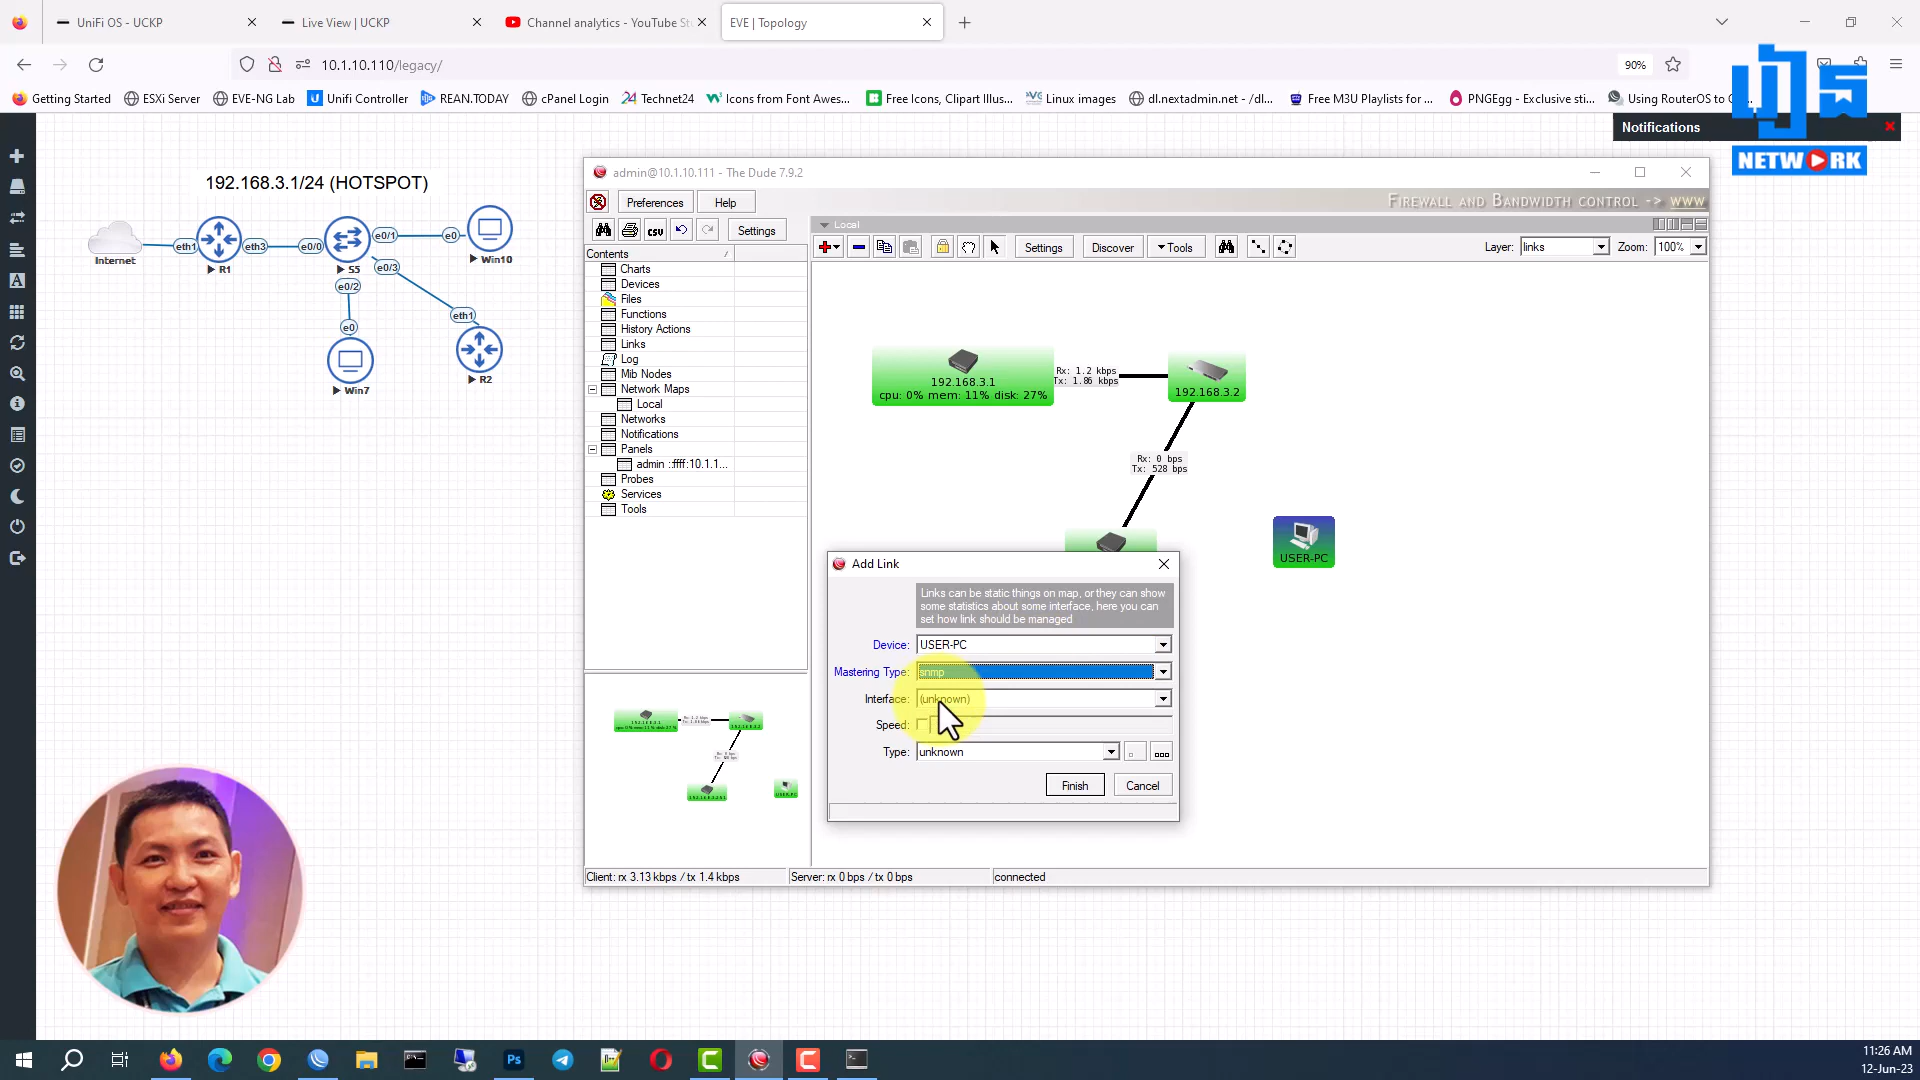 UniFi OS - UCKP
Live View | UCKP
Channel analytics - YouTube St
EVE | Topology
10.1.10.110/legacy/
90%
Getting Started
ESXi Server
EVE-NG Lab
Unifi Controller
REAN.TODAY
cPanel Login
Technet24
Icons from Font Awes...
Free Icons, Clipart Illus...
Linux images
dl.nextadmin.net - /dl...
Free M3U Playlists for ...
PNGEgg - Exclusive sti...
Using RouterOS to
Notifications
NETWORK
192.168.3.1/24 (HOTSPOT)
Internet
eth1
R1
eth3
e0/0
S5
e0/1
e0
Win10
e0/3
e0/2
e0
Win7
eth1
R2
admin@10.1.10.111 - The Dude 7.9.2
Preferences
Help
Firewall and Bandwidth control -> www
csv
Settings
Local
Settings
Discover
Tools
Layer: links
Zoom: 100%
Contents
Charts
Devices
Files
Functions
History Actions
Links
Log
Mib Nodes
Network Maps
Local
Networks
Notifications
Panels
admin ::ffff:10.1.1...
Probes
Services
Tools
192.168.3.1
cpu: 0% mem: 11% disk: 27%
Rx: 1.2 kbps
Tx: 1.86 kbps
192.168.3.2
Rx: 0 bps
Tx: 528 bps
USER-PC
Add Link
Links can be static things on map, or they can show
some statistics about some interface, here you can
set how link should be managed
Device: USER-PC
Mastering Type: snmp
Interface: (unknown)
Speed:
Type: unknown
Finish
Cancel
Client: rx 3.13 kbps / tx 1.4 kbps
Server: rx 0 bps / tx 0 bps
connected
11:26 AM
12-Jun-23